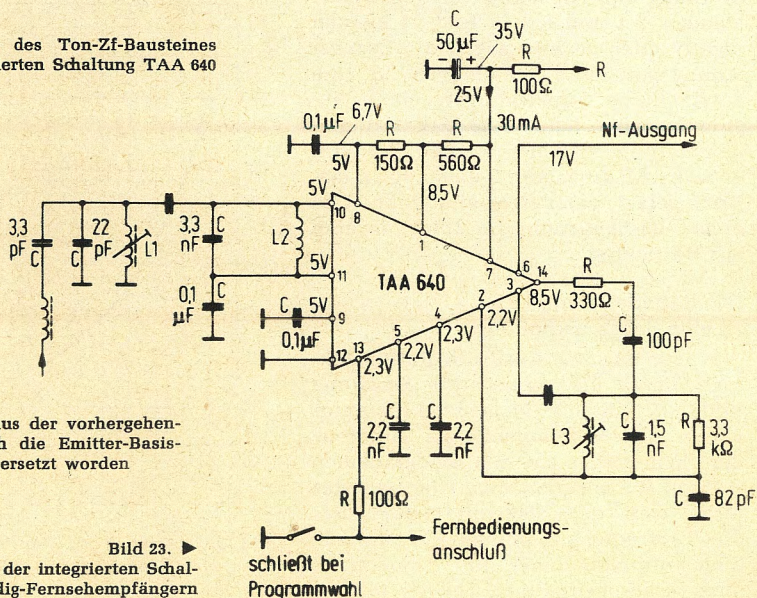 des Ton-Zf-Bausteines
ierten Schaltung TAA 640
C
50µF
35V
R
100Ω
R
25V
30mA
0,1µF
6,7V
R
R
5V
150Ω
560Ω
8,5V
Nf-Ausgang
17V
5V
10
8
1
7
6
14
3,3
pF
C
22
pF
C
L1
3,3
nF
C
L2
5V
11
TAA 640
0,1
µF
C
C
5V
9
0,1µF
12
13
5
4
2
3
8,5V
R
330Ω
2,3V
2,2V
2,3V
2,2V
C
100pF
C
2,2
nF
C
2,2
nF
L3
C
1,5
nF
R
3,3
kΩ
C
82pF
us der vorhergehen-
h die Emitter-Basis-
ersetzt worden
R
100Ω
Bild 23. ►
der integrierten Schal-
dig-Fernsehempfängern
schließt bei
Programmwahl
Fernbedienungs-
anschluß